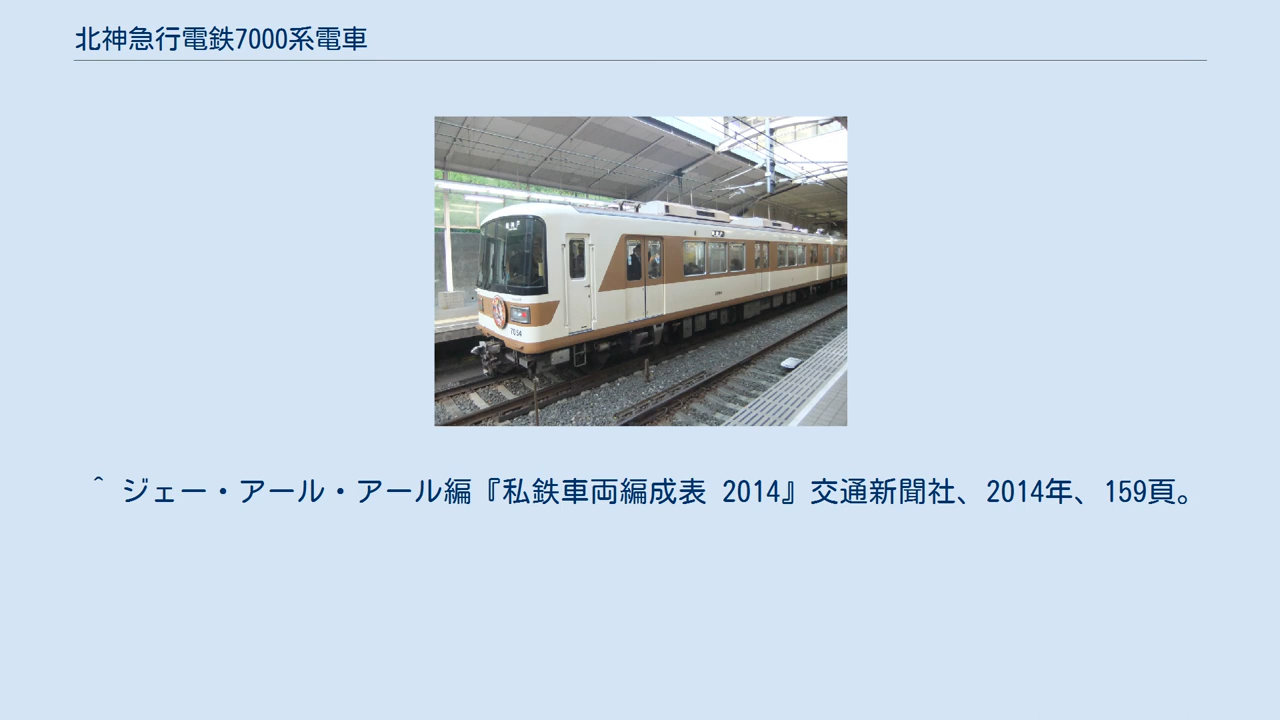 北神急行電鉄7000系電車
7054
^ ジェー・アール・アール編『私鉄車両編成表 2014』交通新聞社、2014年、159頁。